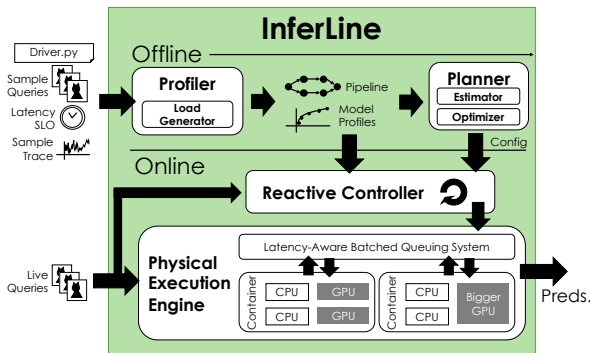 InferLine
Driver.py
Offline
Sample
Queries
Latency
SLO
Sample
Trace
Profiler
Load
Generator
Pipeline
Model
Profiles
Planner
Estimator
Optimizer
Config
Online
Reactive Controller
Live
Queries
Physical
Execution
Engine
Latency-Aware Batched Queuing System
Container
CPU
GPU
CPU
GPU
Container
CPU
CPU
Bigger
GPU
Preds.